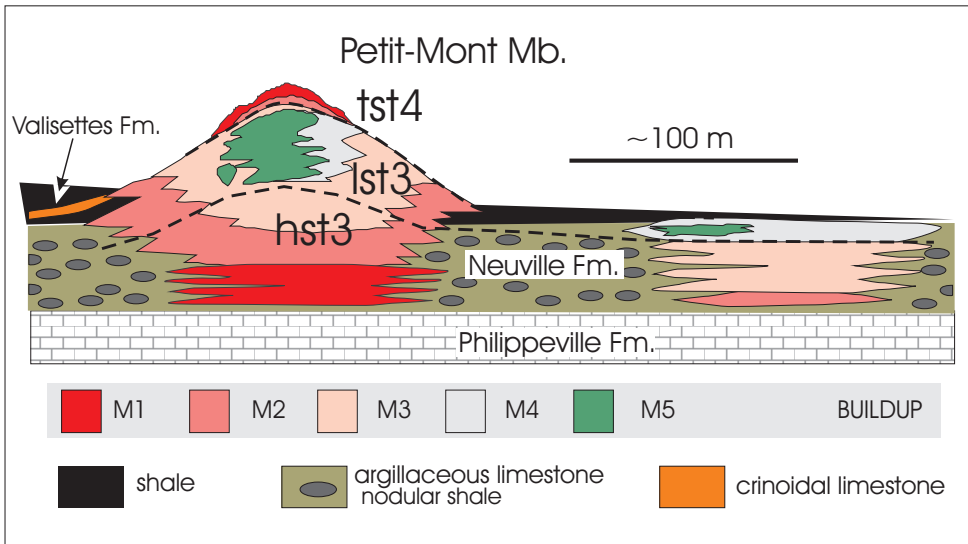 Petit-Mont Mb.
tst4
Valisettes Fm.
~100 m
lst3
hst3
Neuville Fm.
Philippeville Fm.
M1 M2 M3 M4 M5 BUILDUP
shale
argillaceous limestone
nodular shale
crinoidal limestone